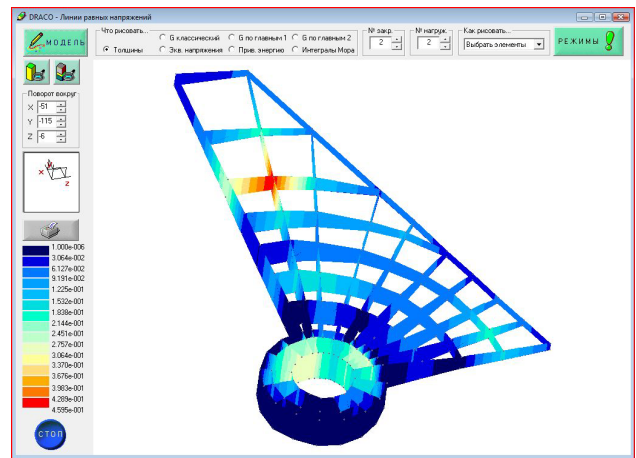 DRACO - Линии равных напряжений
МОДЕЛЬ
Что рисовать...
G классический
G по главным 1
G по главным 2
Толщины
Экв. напряжения
Прив. энергию
Интегралы Мора
№ закр.
2
№ нагруж.
2
Как рисовать...
Выбрать элементы
РЕЖИМЫ
Поворот вокруг
X -51
Y -115
Z -6
X
Z
1.000e-006
3.064e-002
6.127e-002
9.191e-002
1.225e-001
1.532e-001
1.838e-001
2.144e-001
2.451e-001
2.757e-001
3.064e-001
3.370e-001
3.676e-001
3.983e-001
4.289e-001
4.595e-001
СТОП